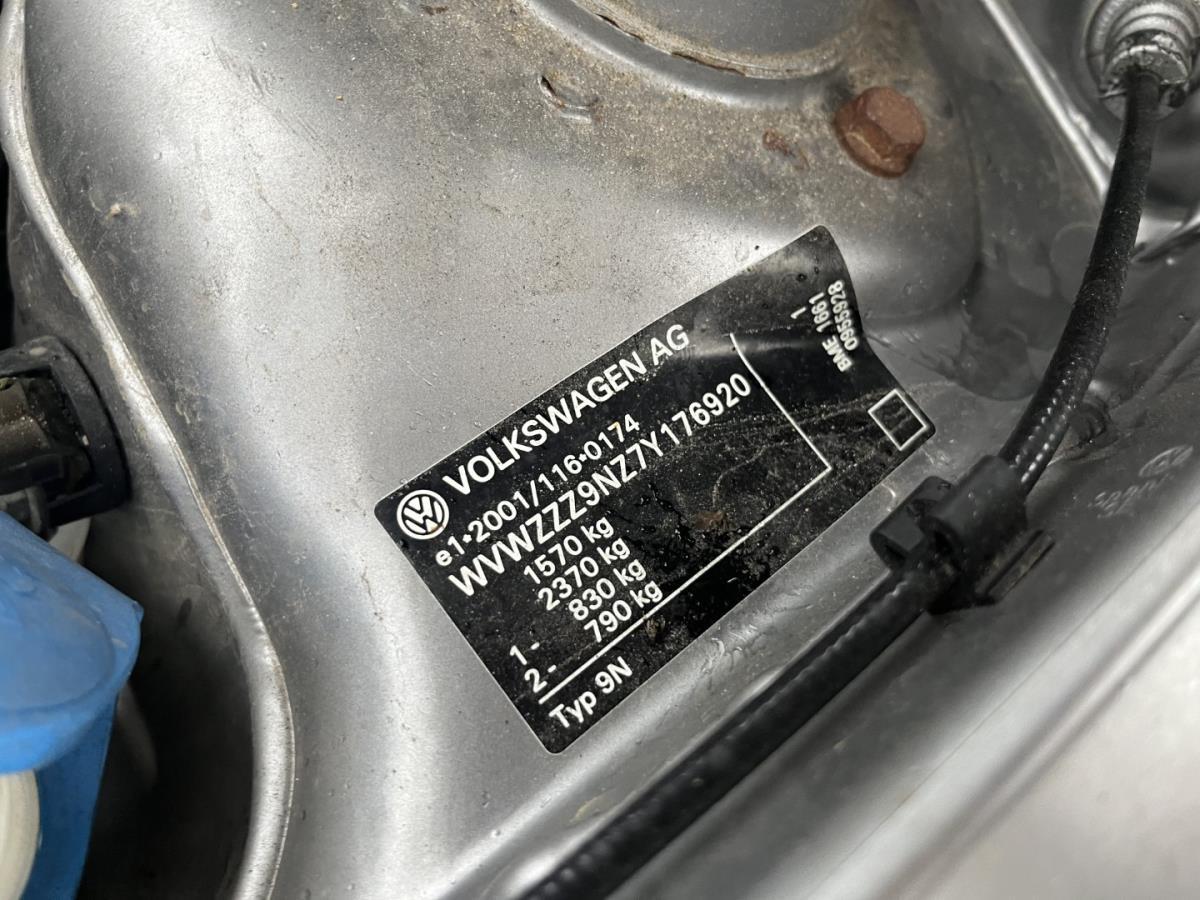 VOLKSWAGEN AG
e1*2001/116*0174
WVWZZZ9NZ7Y176920
1570 kg
2370 kg
1- 830 kg
2- 790 kg
Typ 9N
1
BME 1661
0955928